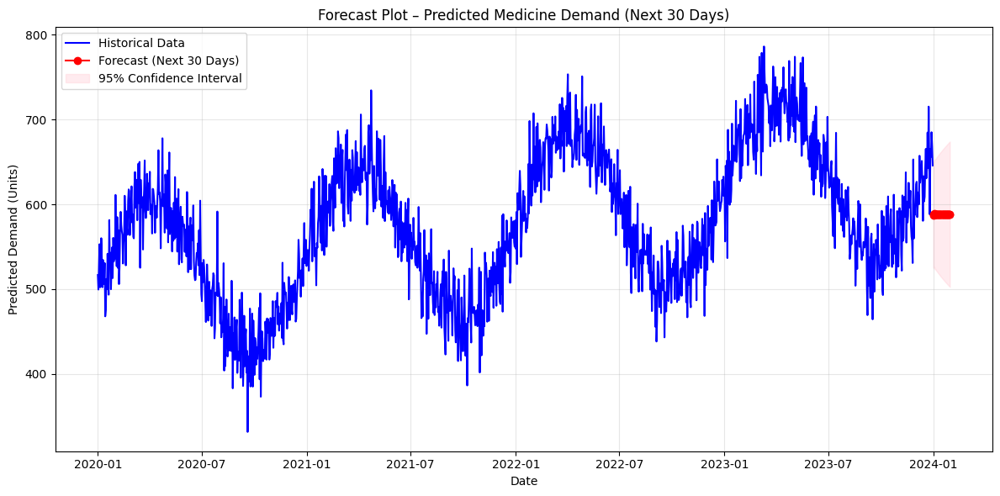 Forecast Plot – Predicted Medicine Demand (Next 30 Days)
Historical Data
Forecast (Next 30 Days)
95% Confidence Interval
Predicted Demand (Units)
800
700
600
500
400
2020-01
2020-07
2021-01
2021-07
2022-01
2022-07
2023-01
2023-07
2024-01
Date